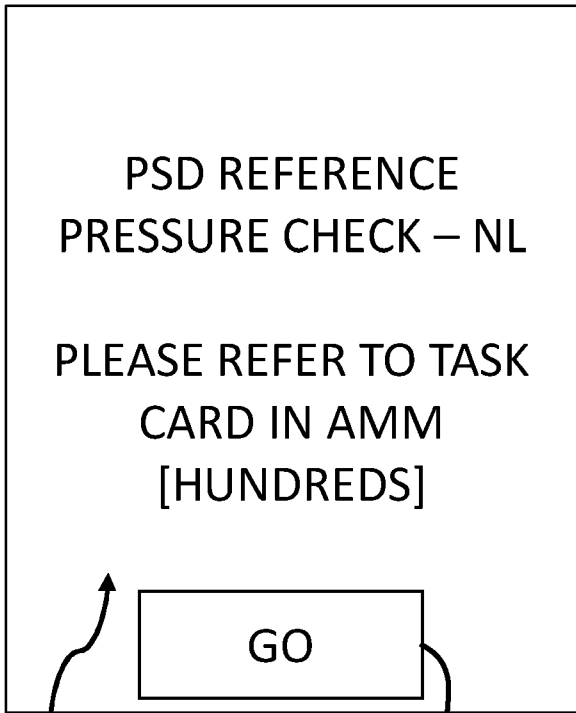 PSD REFERENCE
PRESSURE CHECK – NL
PLEASE REFER TO TASK
CARD IN AMM
[HUNDREDS]
GO